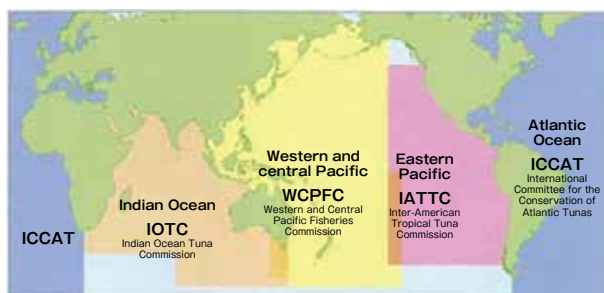 ICCAT
Indian Ocean
IOTC
Indian Ocean Tuna
Commission
Western and
central Pacific
WCPFC
Western and Central
Pacific Fisheries
Commission
Eastern
Pacific
IATTC
Inter-American
Tropical Tuna
Commission
Atlantic
Ocean
ICCAT
International
Committee for the
Conservation of
Atlantic Tunas